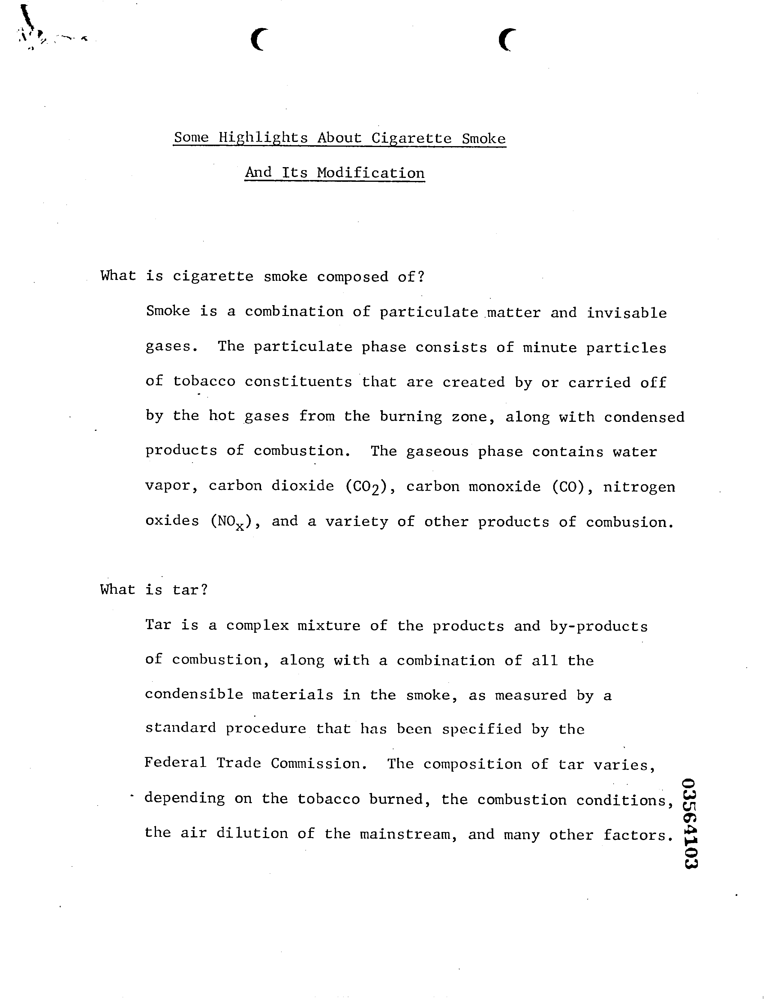 Some Highlights About Cigarette Smoke
And Its Modification
What is cigarette smoke composed of?
Smoke is a combination of particulate matter and invisable
gases. The particulate phase consists of minute particles
of tobacco constituents that are created by or carried off
by the hot gases from the burning zone, along with condensed
products of combustion. The gaseous phase contains water
vapor, carbon dioxide (CO2), carbon monoxide (CO), nitrogen
oxides (NOx), and a variety of other products of combusion.
What is tar?
Tar is a complex mixture of the products and by-products
of combustion, along with a combination of all the
condensible materials in the smoke, as measured by a
standard procedure that has been specified by the
Federal Trade Commission. The composition of tar varies,
depending on the tobacco burned, the combustion conditions,
the air dilution of the mainstream, and many other factors.
03564103